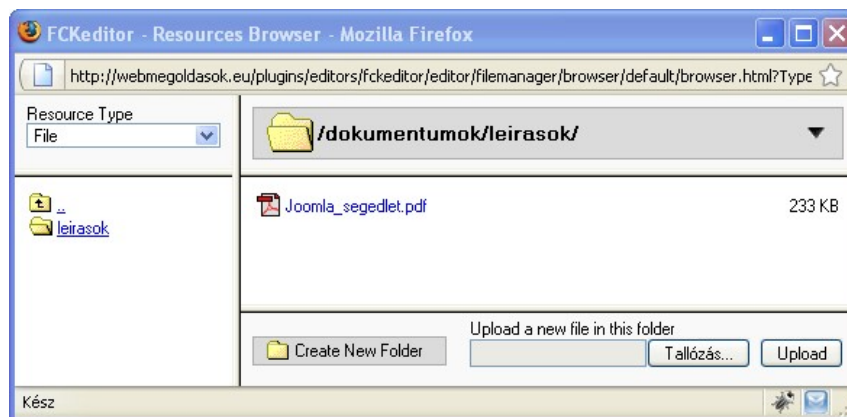 FCKeditor - Resources Browser - Mozilla Firefox
http://webmegoldasok.eu/plugins/editors/fckeditor/editor/filemanager/browser/default/browser.html?Type
Resource Type
File
/dokumentumok/leirasok/
..
leirasok
Joomla_segedlet.pdf 233 KB
Create New Folder
Upload a new file in this folder
Tallózás... Upload
Kész